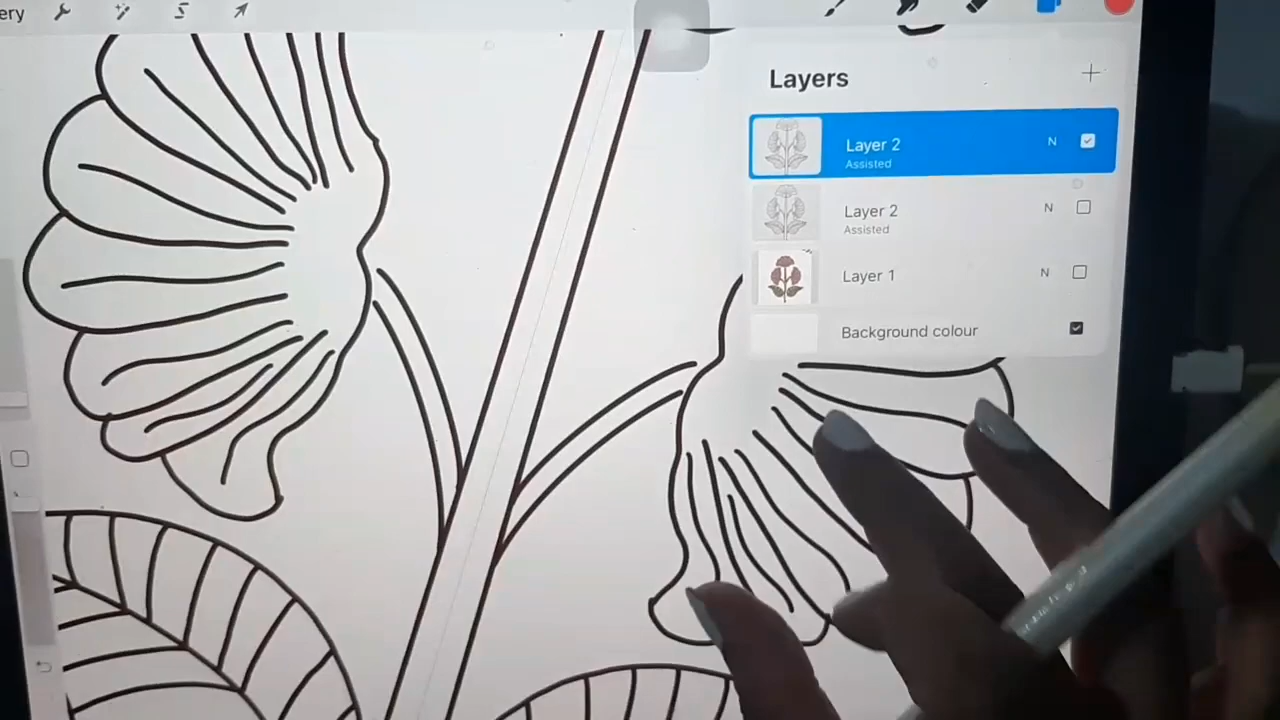 ery
Layers
Layer 2
N
Assisted
Layer 2
N
Assisted
Layer 1
N
Background colour